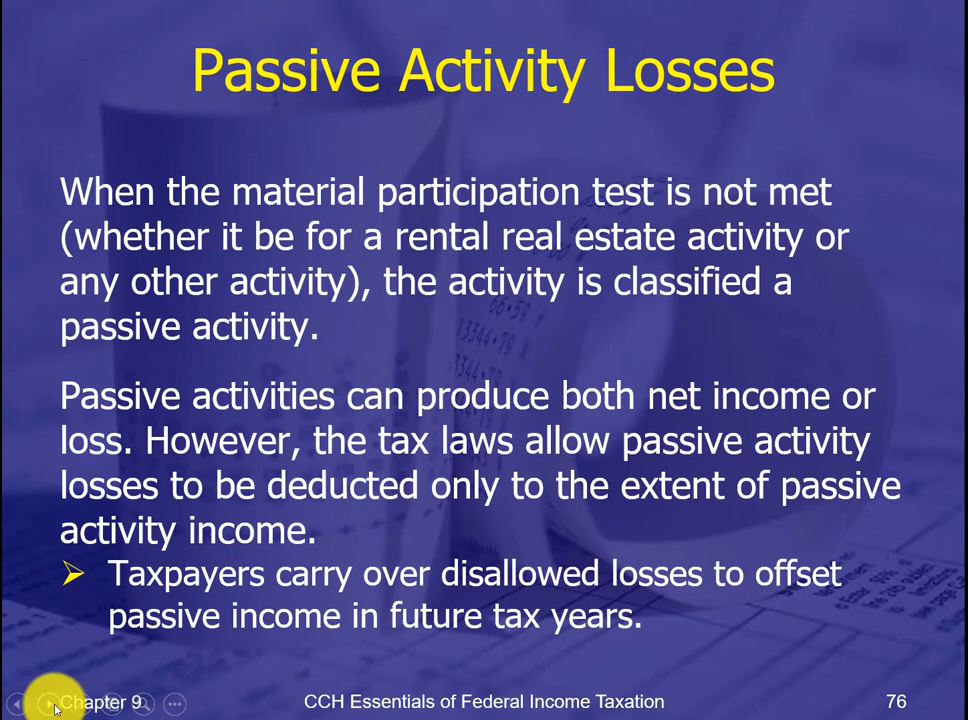 Passive Activity Losses
When the material participation test is not met
(whether it be for a rental real estate activity or
any other activity), the activity is classified a
passive activity.
Passive activities can produce both net income or
loss. However, the tax laws allow passive activity
losses to be deducted only to the extent of passive
activity income.
Taxpayers carry over disallowed losses to offset
passive income in future tax years.
Chapter 9
CCH Essentials of Federal Income Taxation
76